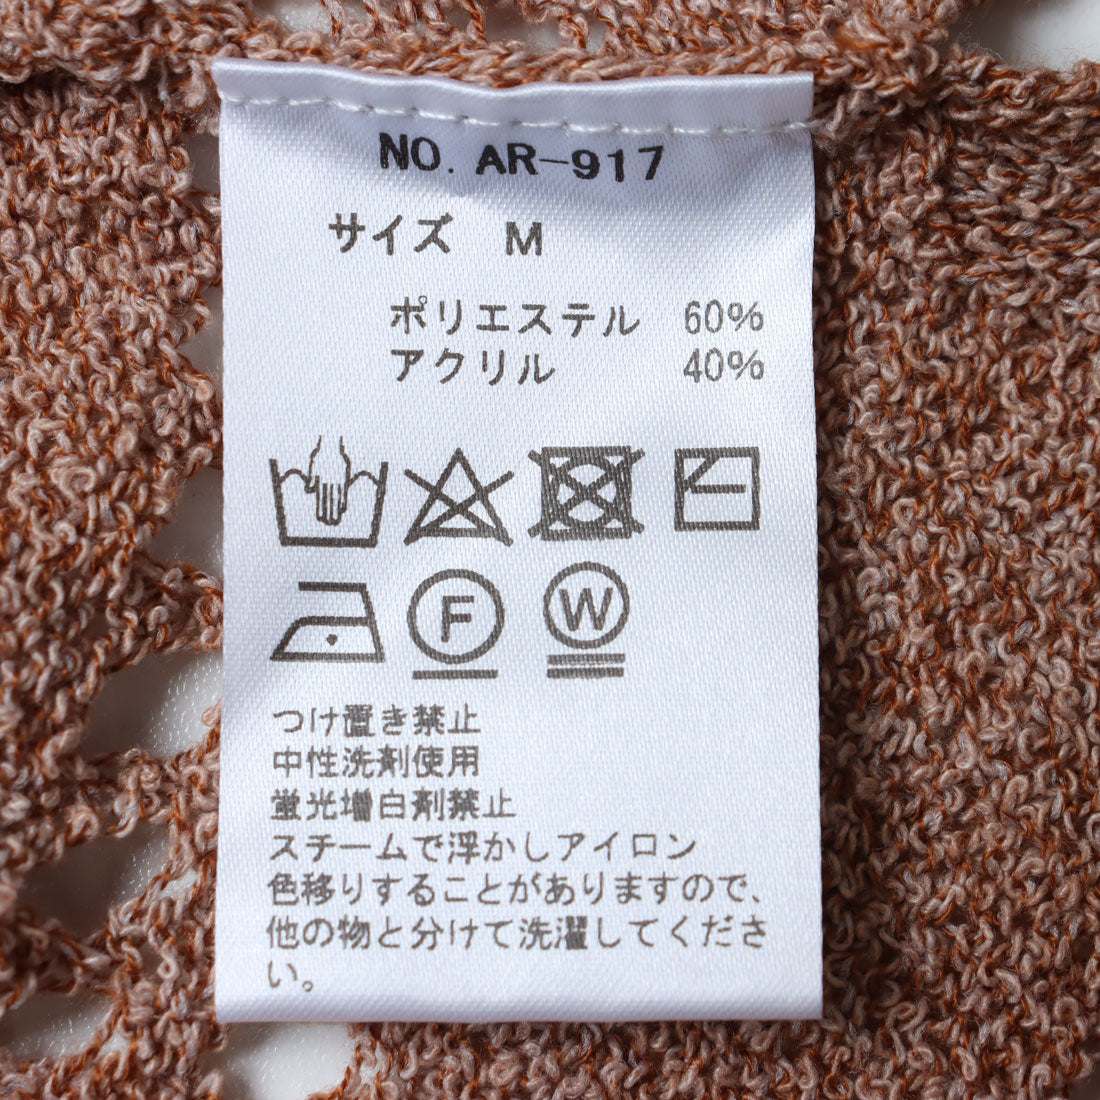 NO. AR-917
サイズ M
ポリエステル 60%
アクリル 40%
F W
つけ置き禁止
中性洗剤使用
蛍光増白剤禁止
スチームで浮かしアイロン
色移りすることがありますので、
他の物と分けて洗濯してくださ
い。